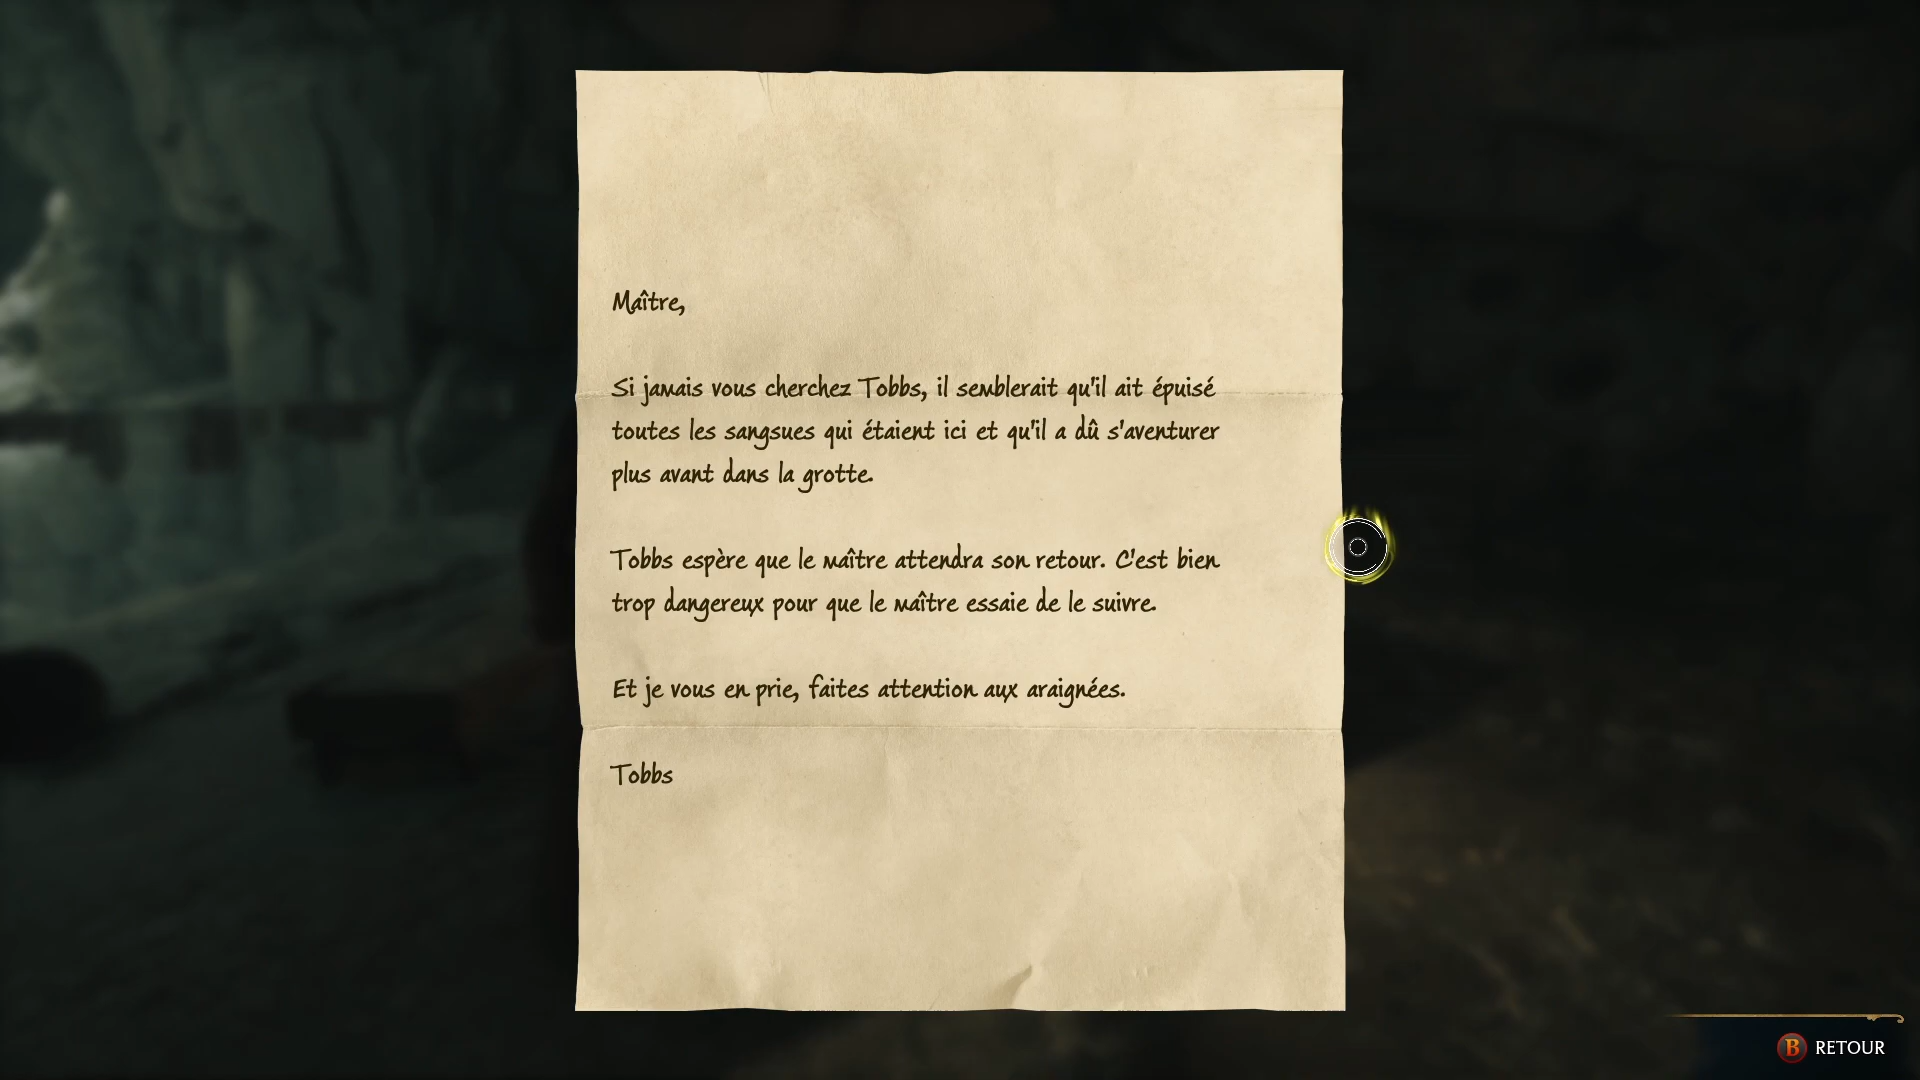 Maître,
Si jamais vous cherchez Tobbs, il semblerait qu'il ait épuisé
toutes les sangsues qui étaient ici et qu'il a dû s'aventurer
plus avant dans la grotte.
Tobbs espère que le maître attendra son retour. C'est bien
trop dangereux pour que le maître essaie de le suivre.
Et je vous en prie, faites attention aux araignées.
Tobbs
B RETOUR